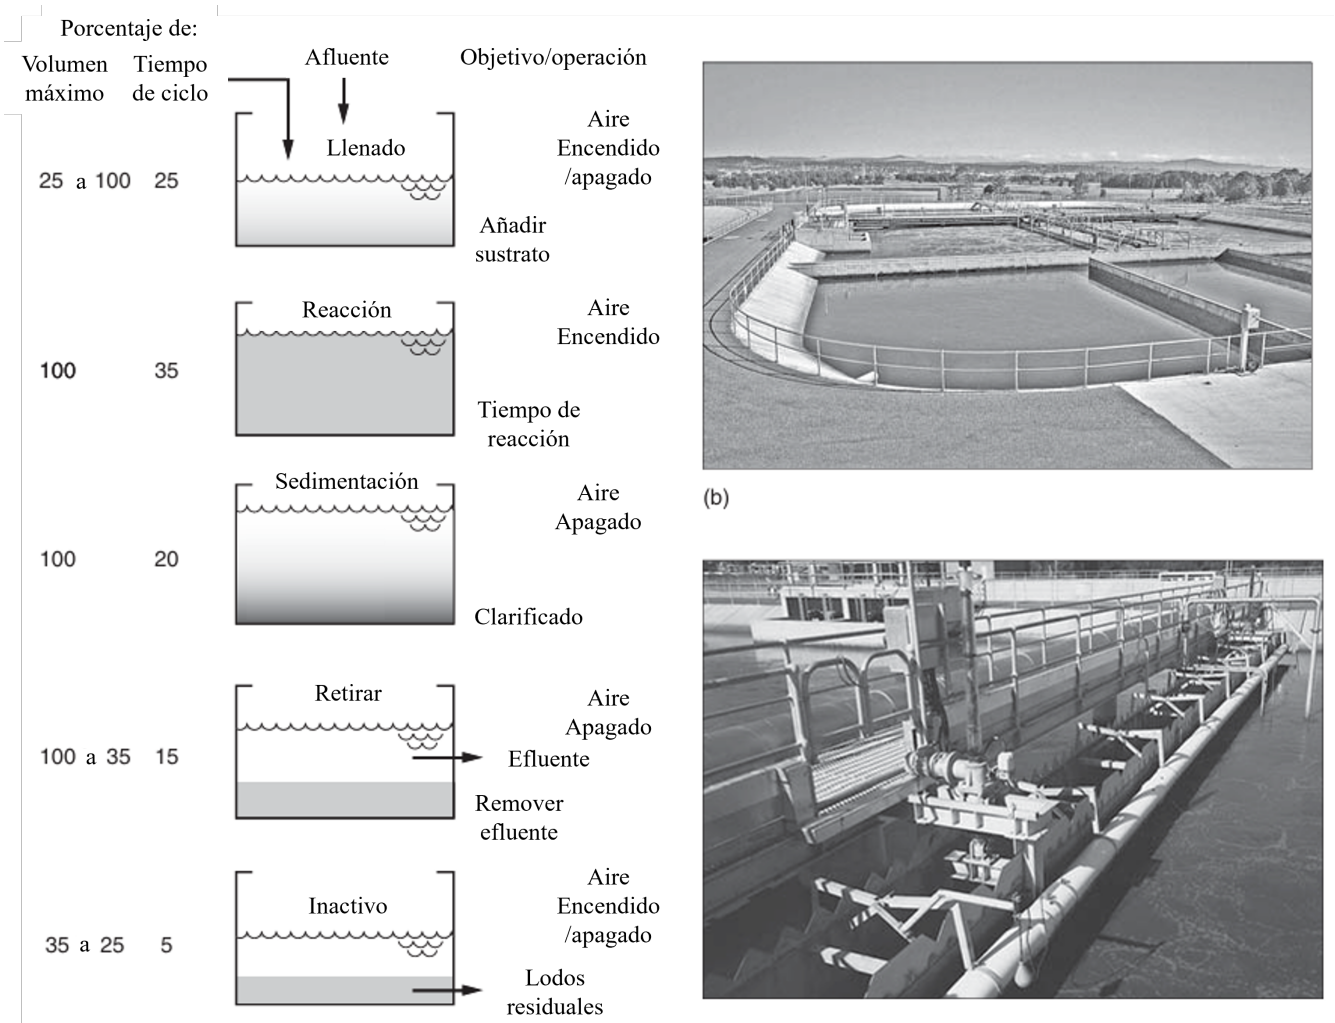 Porcentaje de:
Volumen
máximo
Tiempo
de ciclo
Afluente
Objetivo/operación
25 a 100
25
Llenado
Aire
Encendido
/apagado
Añadir
sustrato
100
35
Reacción
Aire
Encendido
Tiempo de
reacción
100
20
Sedimentación
Aire
Apagado
Clarificado
100 a 35
15
Retirar
Aire
Apagado
Efluente
Remover
efluente
35 a 25
5
Inactivo
Aire
Encendido
/apagado
Lodos
residuales
(b)